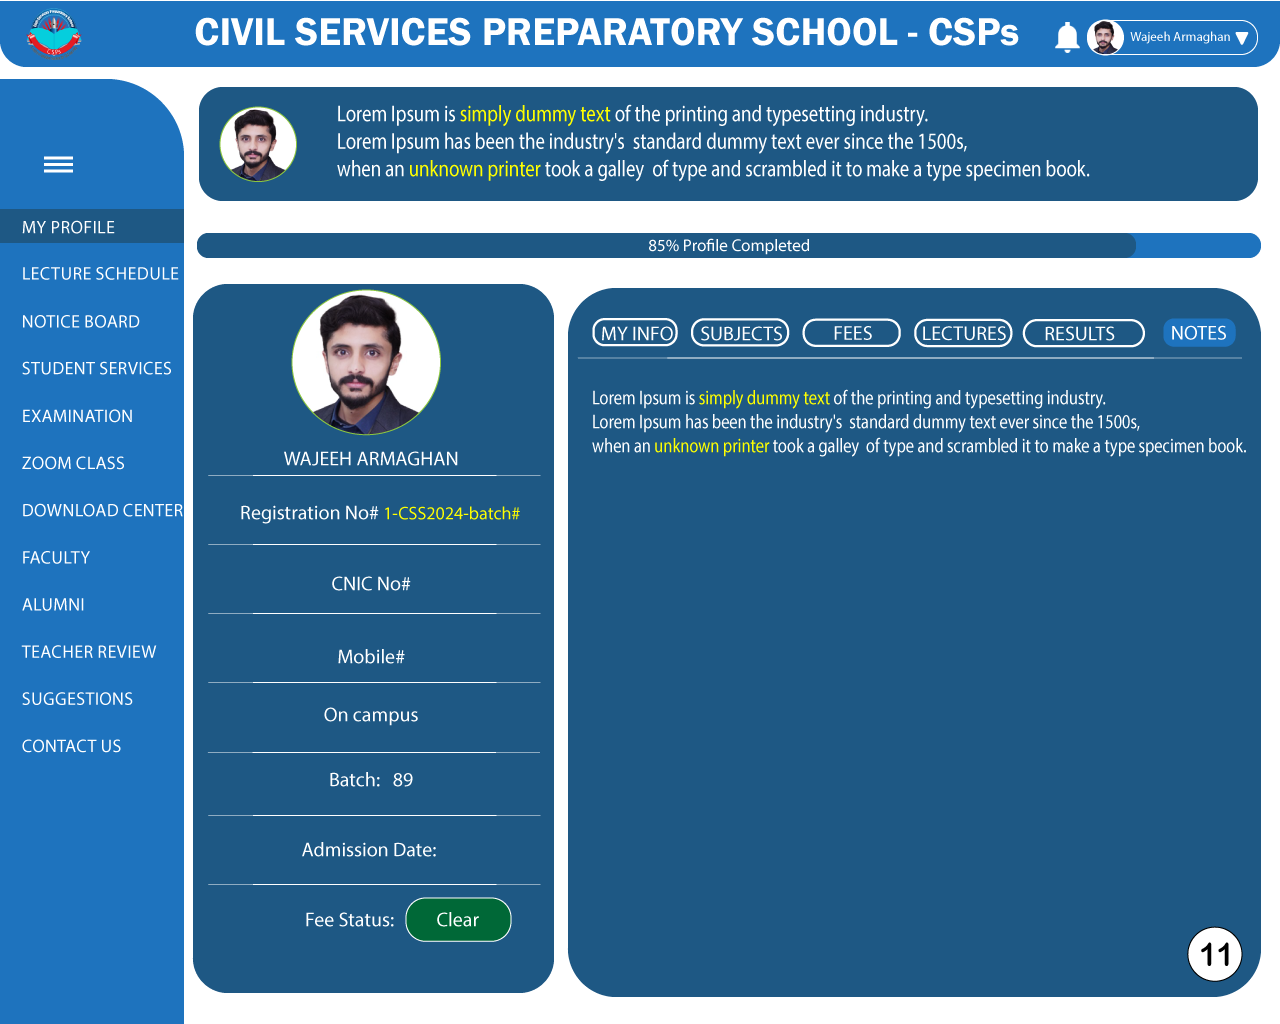 CIVIL SERVICES PREPARATORY SCHOOL - CSPs
Wajeeh Armaghan
Lorem Ipsum is simply dummy text of the printing and typesetting industry.
Lorem Ipsum has been the industry's standard dummy text ever since the 1500s,
when an unknown printer took a galley of type and scrambled it to make a type specimen book.
85% Profile Completed
MY PROFILE
LECTURE SCHEDULE
NOTICE BOARD
STUDENT SERVICES
EXAMINATION
ZOOM CLASS
DOWNLOAD CENTER
FACULTY
ALUMNI
TEACHER REVIEW
SUGGESTIONS
CONTACT US
WAJEEH ARMAGHAN
Registration No# 1-CSS2024-batch#
CNIC No#
Mobile#
On campus
Batch: 89
Admission Date:
Fee Status: Clear
MY INFO SUBJECTS FEES LECTURES RESULTS NOTES
Lorem Ipsum is simply dummy text of the printing and typesetting industry.
Lorem Ipsum has been the industry's standard dummy text ever since the 1500s,
when an unknown printer took a galley of type and scrambled it to make a type specimen book.
11